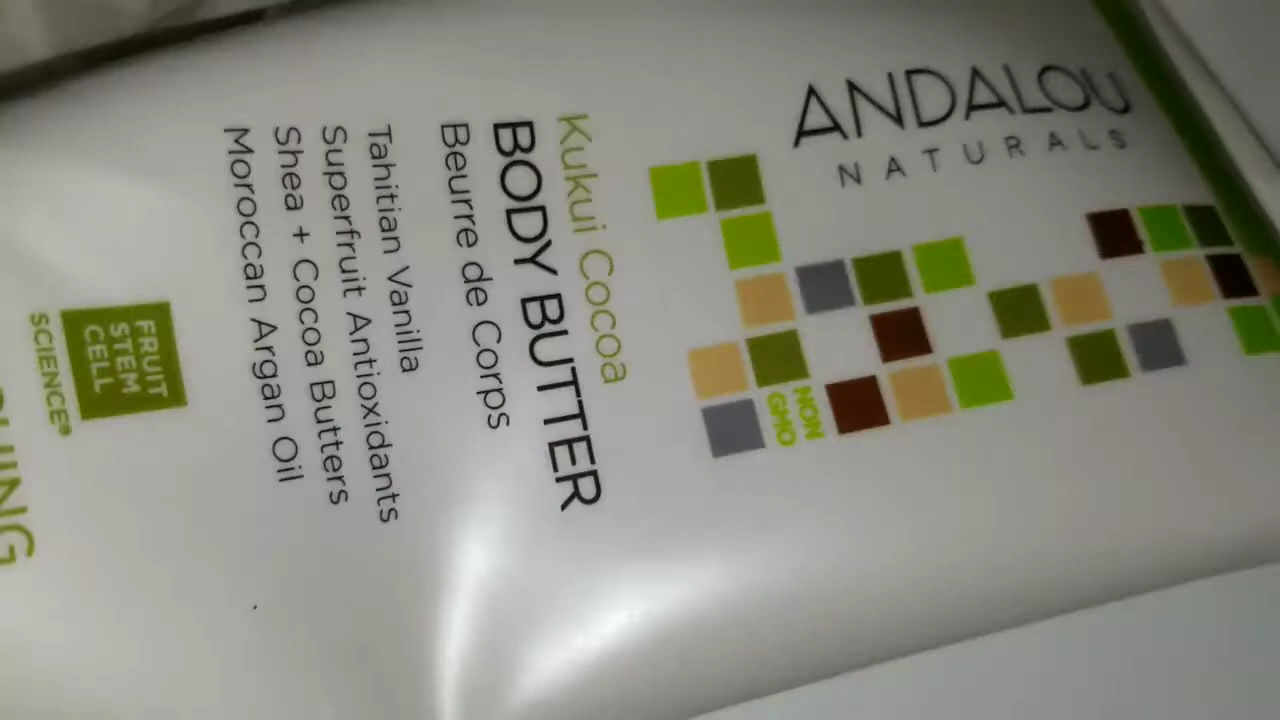 ANDALOU
NATURALS
NON
GMO
Kukui Cocoa
BODY BUTTER
Beurre de Corps
Tahitian Vanilla
Superfruit Antioxidants
Shea + Cocoa Butters
Moroccan Argan Oil
FRUIT
STEM
CELL
SCIENCE®